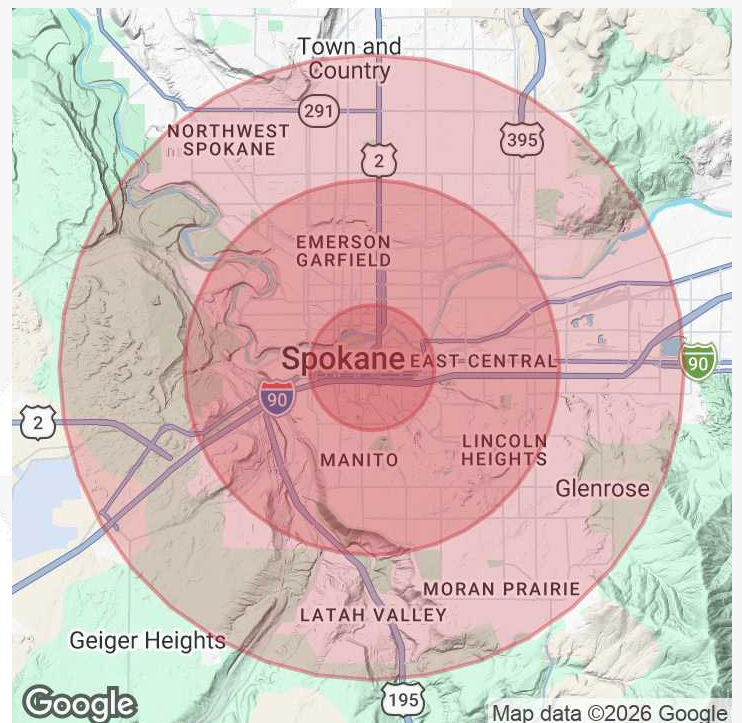 Town and
Country
291
395
NORTHWEST
SPOKANE
2
EMERSON
GARFIELD
Spokane
EAST CENTRAL
90
90
2
MANITO
LINCOLN
HEIGHTS
Glenrose
MORAN PRAIRIE
LATAH VALLEY
Geiger Heights
195
Google
Map data ©2026 Google